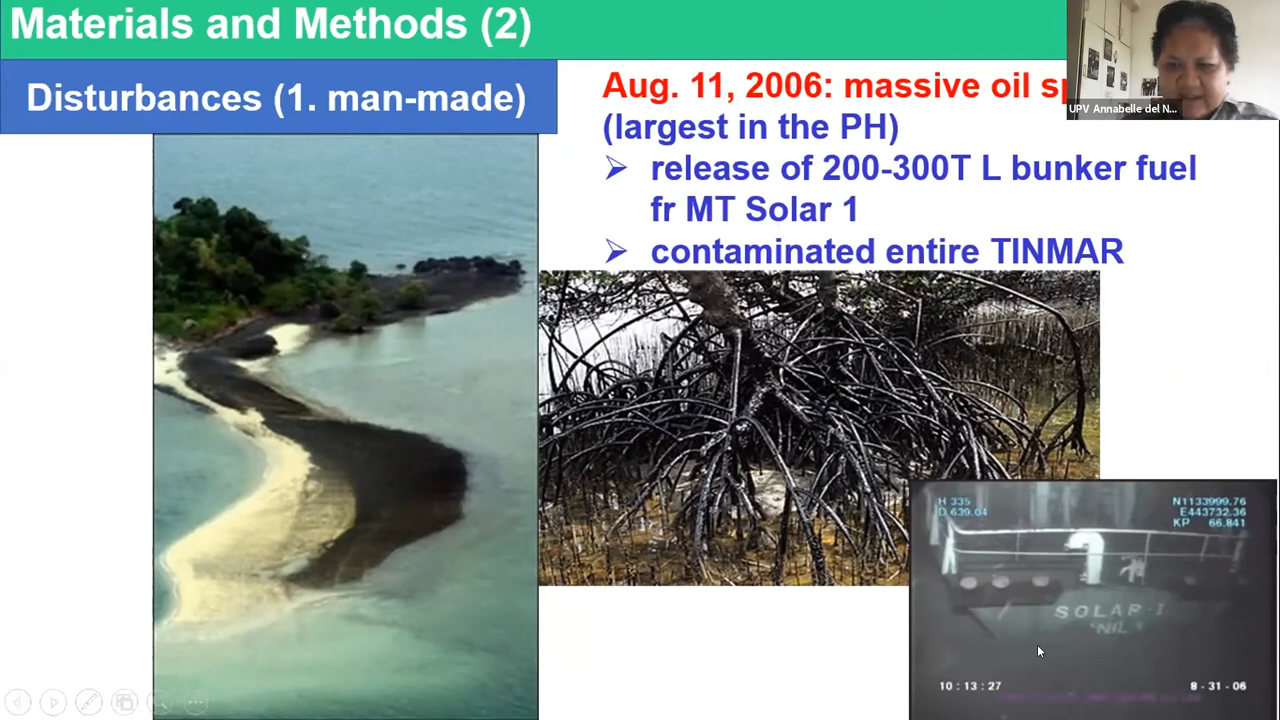 Materials and Methods (2)
Disturbances (1. man-made)
Aug. 11, 2006: massive oil sp
(largest in the PH)
➢ release of 200-300T L bunker fuel
fr MT Solar 1
➢ contaminated entire TINMAR
UPV Annabelle del N...
H 335
D 639.04
N1133999.76
E443732.36
KP 66.841
SOLAR-I
10:13:27
8-31-06